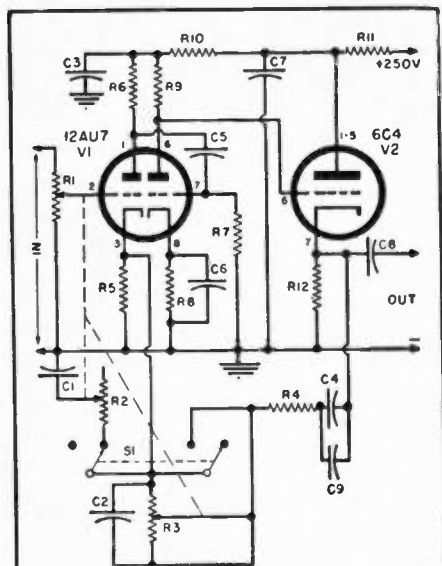 R10
R11
+250V
C3
R6
R9
C7
12AU7
V1
1
6
C5
1-5
6C4
V2
R1
2
7
6
IN
3
8
R7
7
C8
R5
R8
C6
R12
OUT
C1
R2
R4
C4
S1
C9
C2
R3